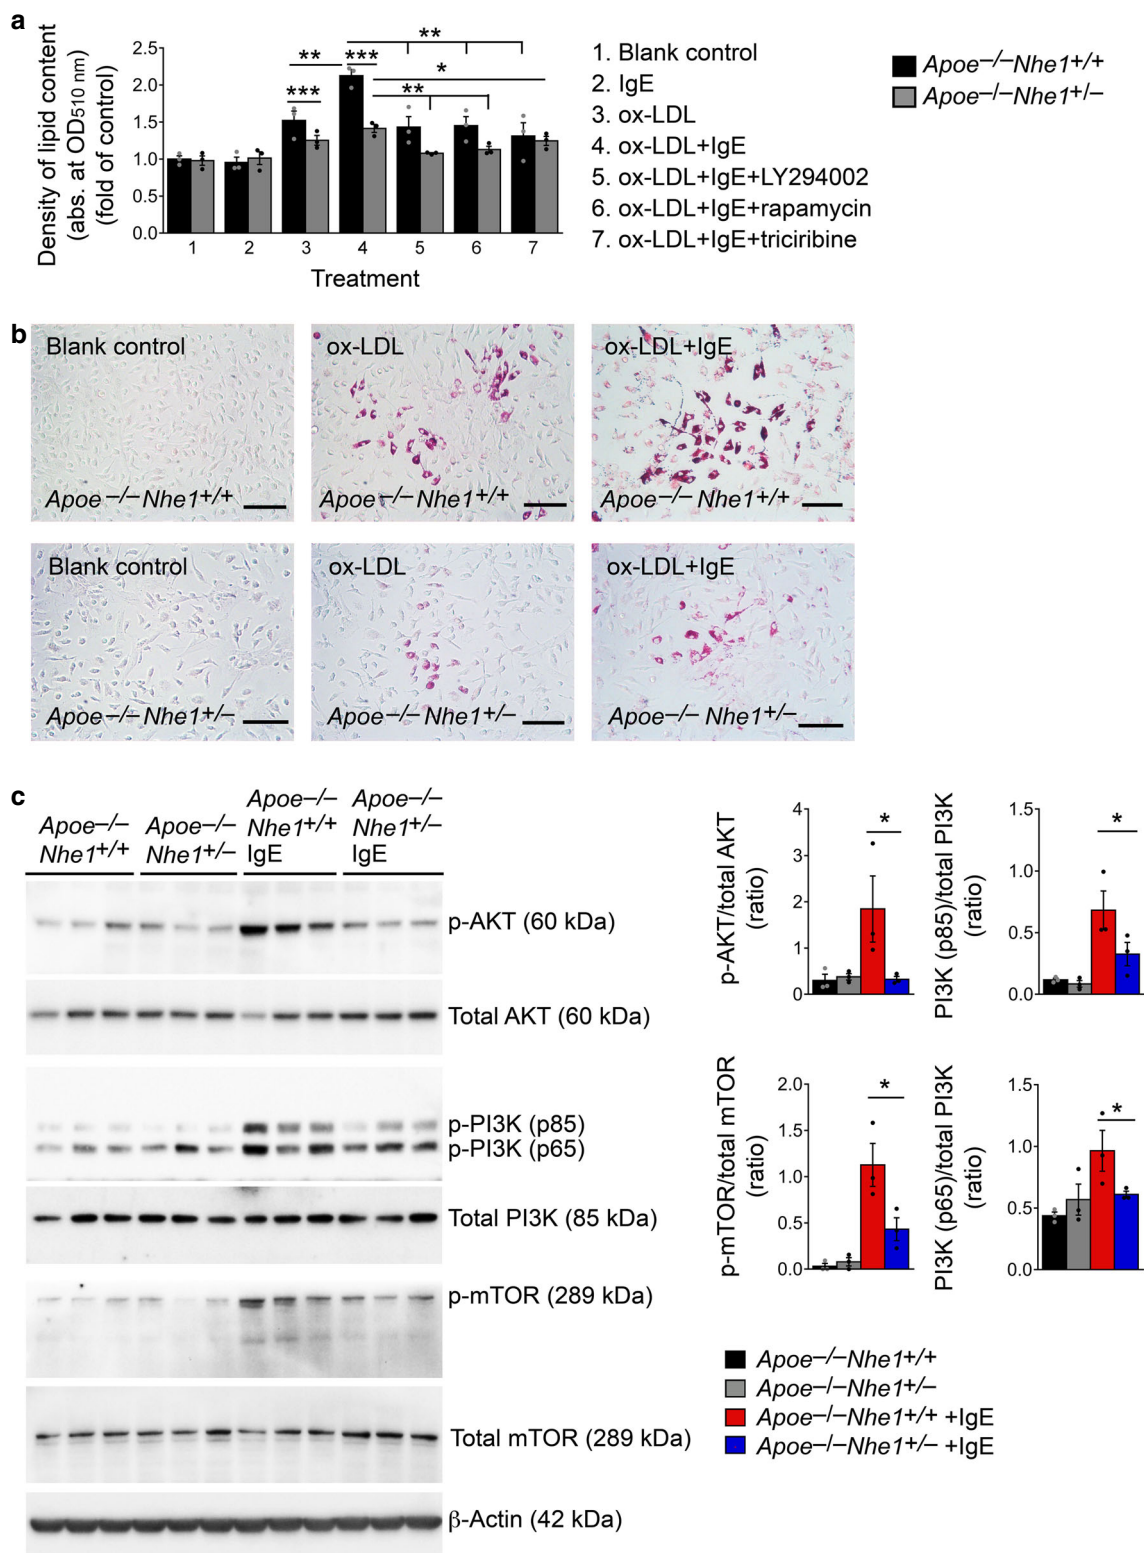 a
Density of lipid content
(abs. at OD510 nm)
(fold of control)
2.5
2.0
1.5
1.0
0.5
0.0
** *** **
*
*** **
1 2 3 4 5 6 7
Treatment
1. Blank control
2. IgE
3. ox-LDL
4. ox-LDL+IgE
5. ox-LDL+IgE+LY294002
6. ox-LDL+IgE+rapamycin
7. ox-LDL+IgE+triciribine
Apoe–/–Nhe1+/+
Apoe–/–Nhe1+/–
b
Blank control
Apoe–/–Nhe1+/+
ox-LDL
Apoe–/–Nhe1+/+
ox-LDL+IgE
Apoe–/–Nhe1+/+
Blank control
Apoe–/–Nhe1+/–
ox-LDL
Apoe–/–Nhe1+/–
ox-LDL+IgE
Apoe–/–Nhe1+/–
c
Apoe–/–
Nhe1+/+
Apoe–/–
Nhe1+/–
Apoe–/–
Nhe1+/+
IgE
Apoe–/–
Nhe1+/–
IgE
p-AKT (60 kDa)
Total AKT (60 kDa)
p-PI3K (p85)
p-PI3K (p65)
Total PI3K (85 kDa)
p-mTOR (289 kDa)
Total mTOR (289 kDa)
β-Actin (42 kDa)
p-AKT/total AKT
(ratio)
4
3
2
1
0
*
PI3K (p85)/total PI3K
(ratio)
1.5
1.0
0.5
0.0
*
p-mTOR/total mTOR
(ratio)
2.0
1.5
1.0
0.5
0.0
*
PI3K (p65)/total PI3K
(ratio)
1.5
1.0
0.5
0.0
*
Apoe–/–Nhe1+/+
Apoe–/–Nhe1+/–
Apoe–/–Nhe1+/+ +IgE
Apoe–/–Nhe1+/– +IgE